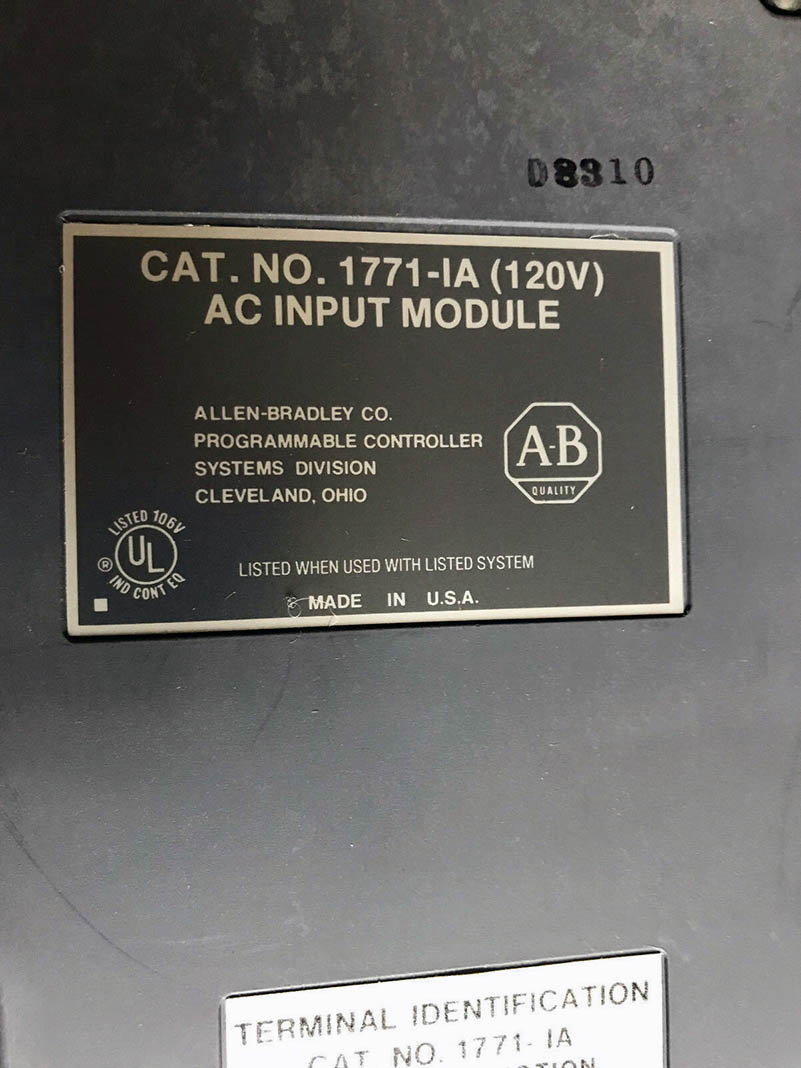 D8310
CAT. NO. 1771-IA (120V)
AC INPUT MODULE
ALLEN-BRADLEY CO.
PROGRAMMABLE CONTROLLER
SYSTEMS DIVISION
CLEVELAND, OHIO
A-B
QUALITY
LISTED 106V
UL
®
IND CONT EQ
LISTED WHEN USED WITH LISTED SYSTEM
MADE IN U.S.A.
TERMINAL IDENTIFICATION
CAT. NO. 1771-IA